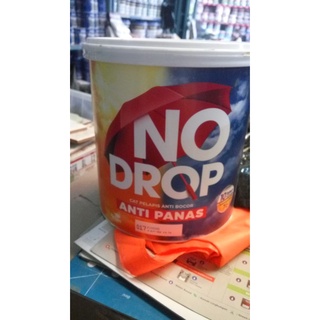 NO
DROP
CAT PELAPIS ANTI BOCOR
ANTI PANAS